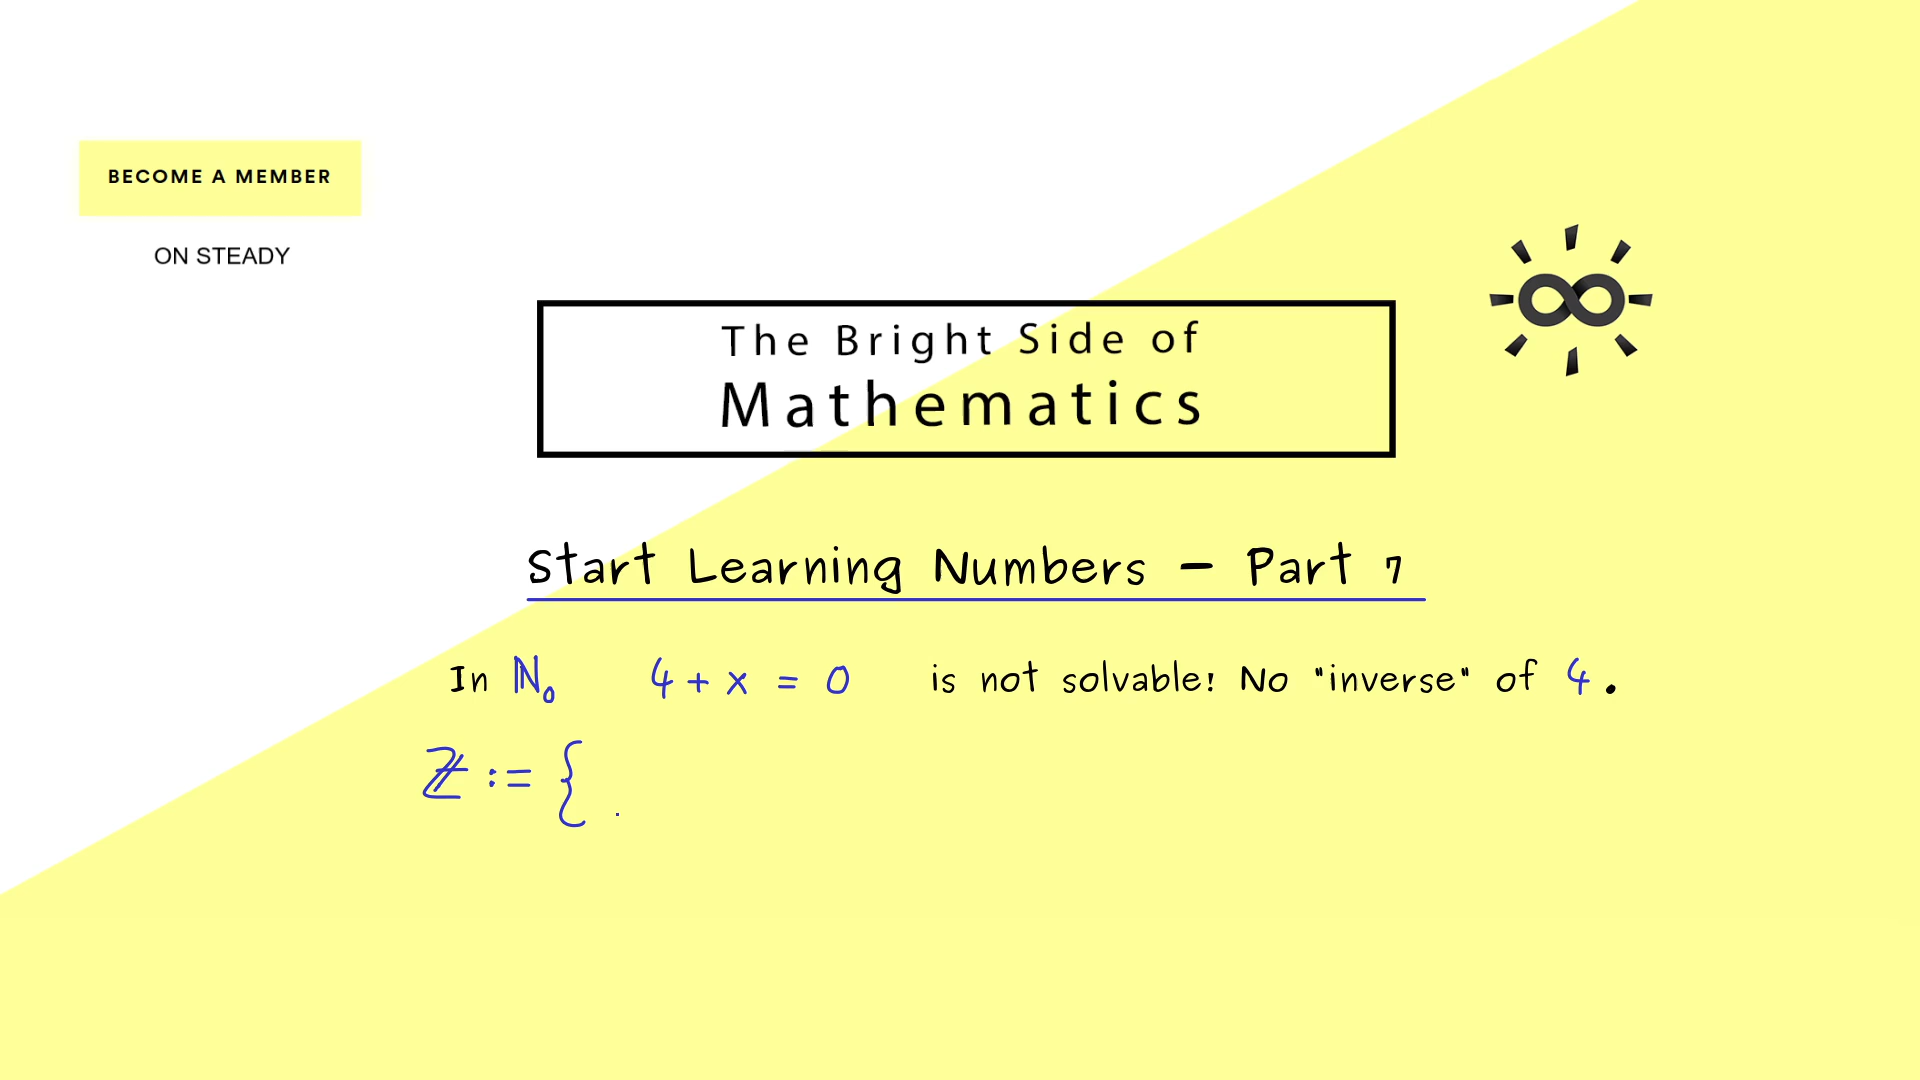 BECOME A MEMBER
ON STEADY
The Bright Side of
Mathematics
Start Learning Numbers - Part 7
In ℕ₀ 4 + x = 0 is not solvable! No "inverse" of 4.
ℤ := { .